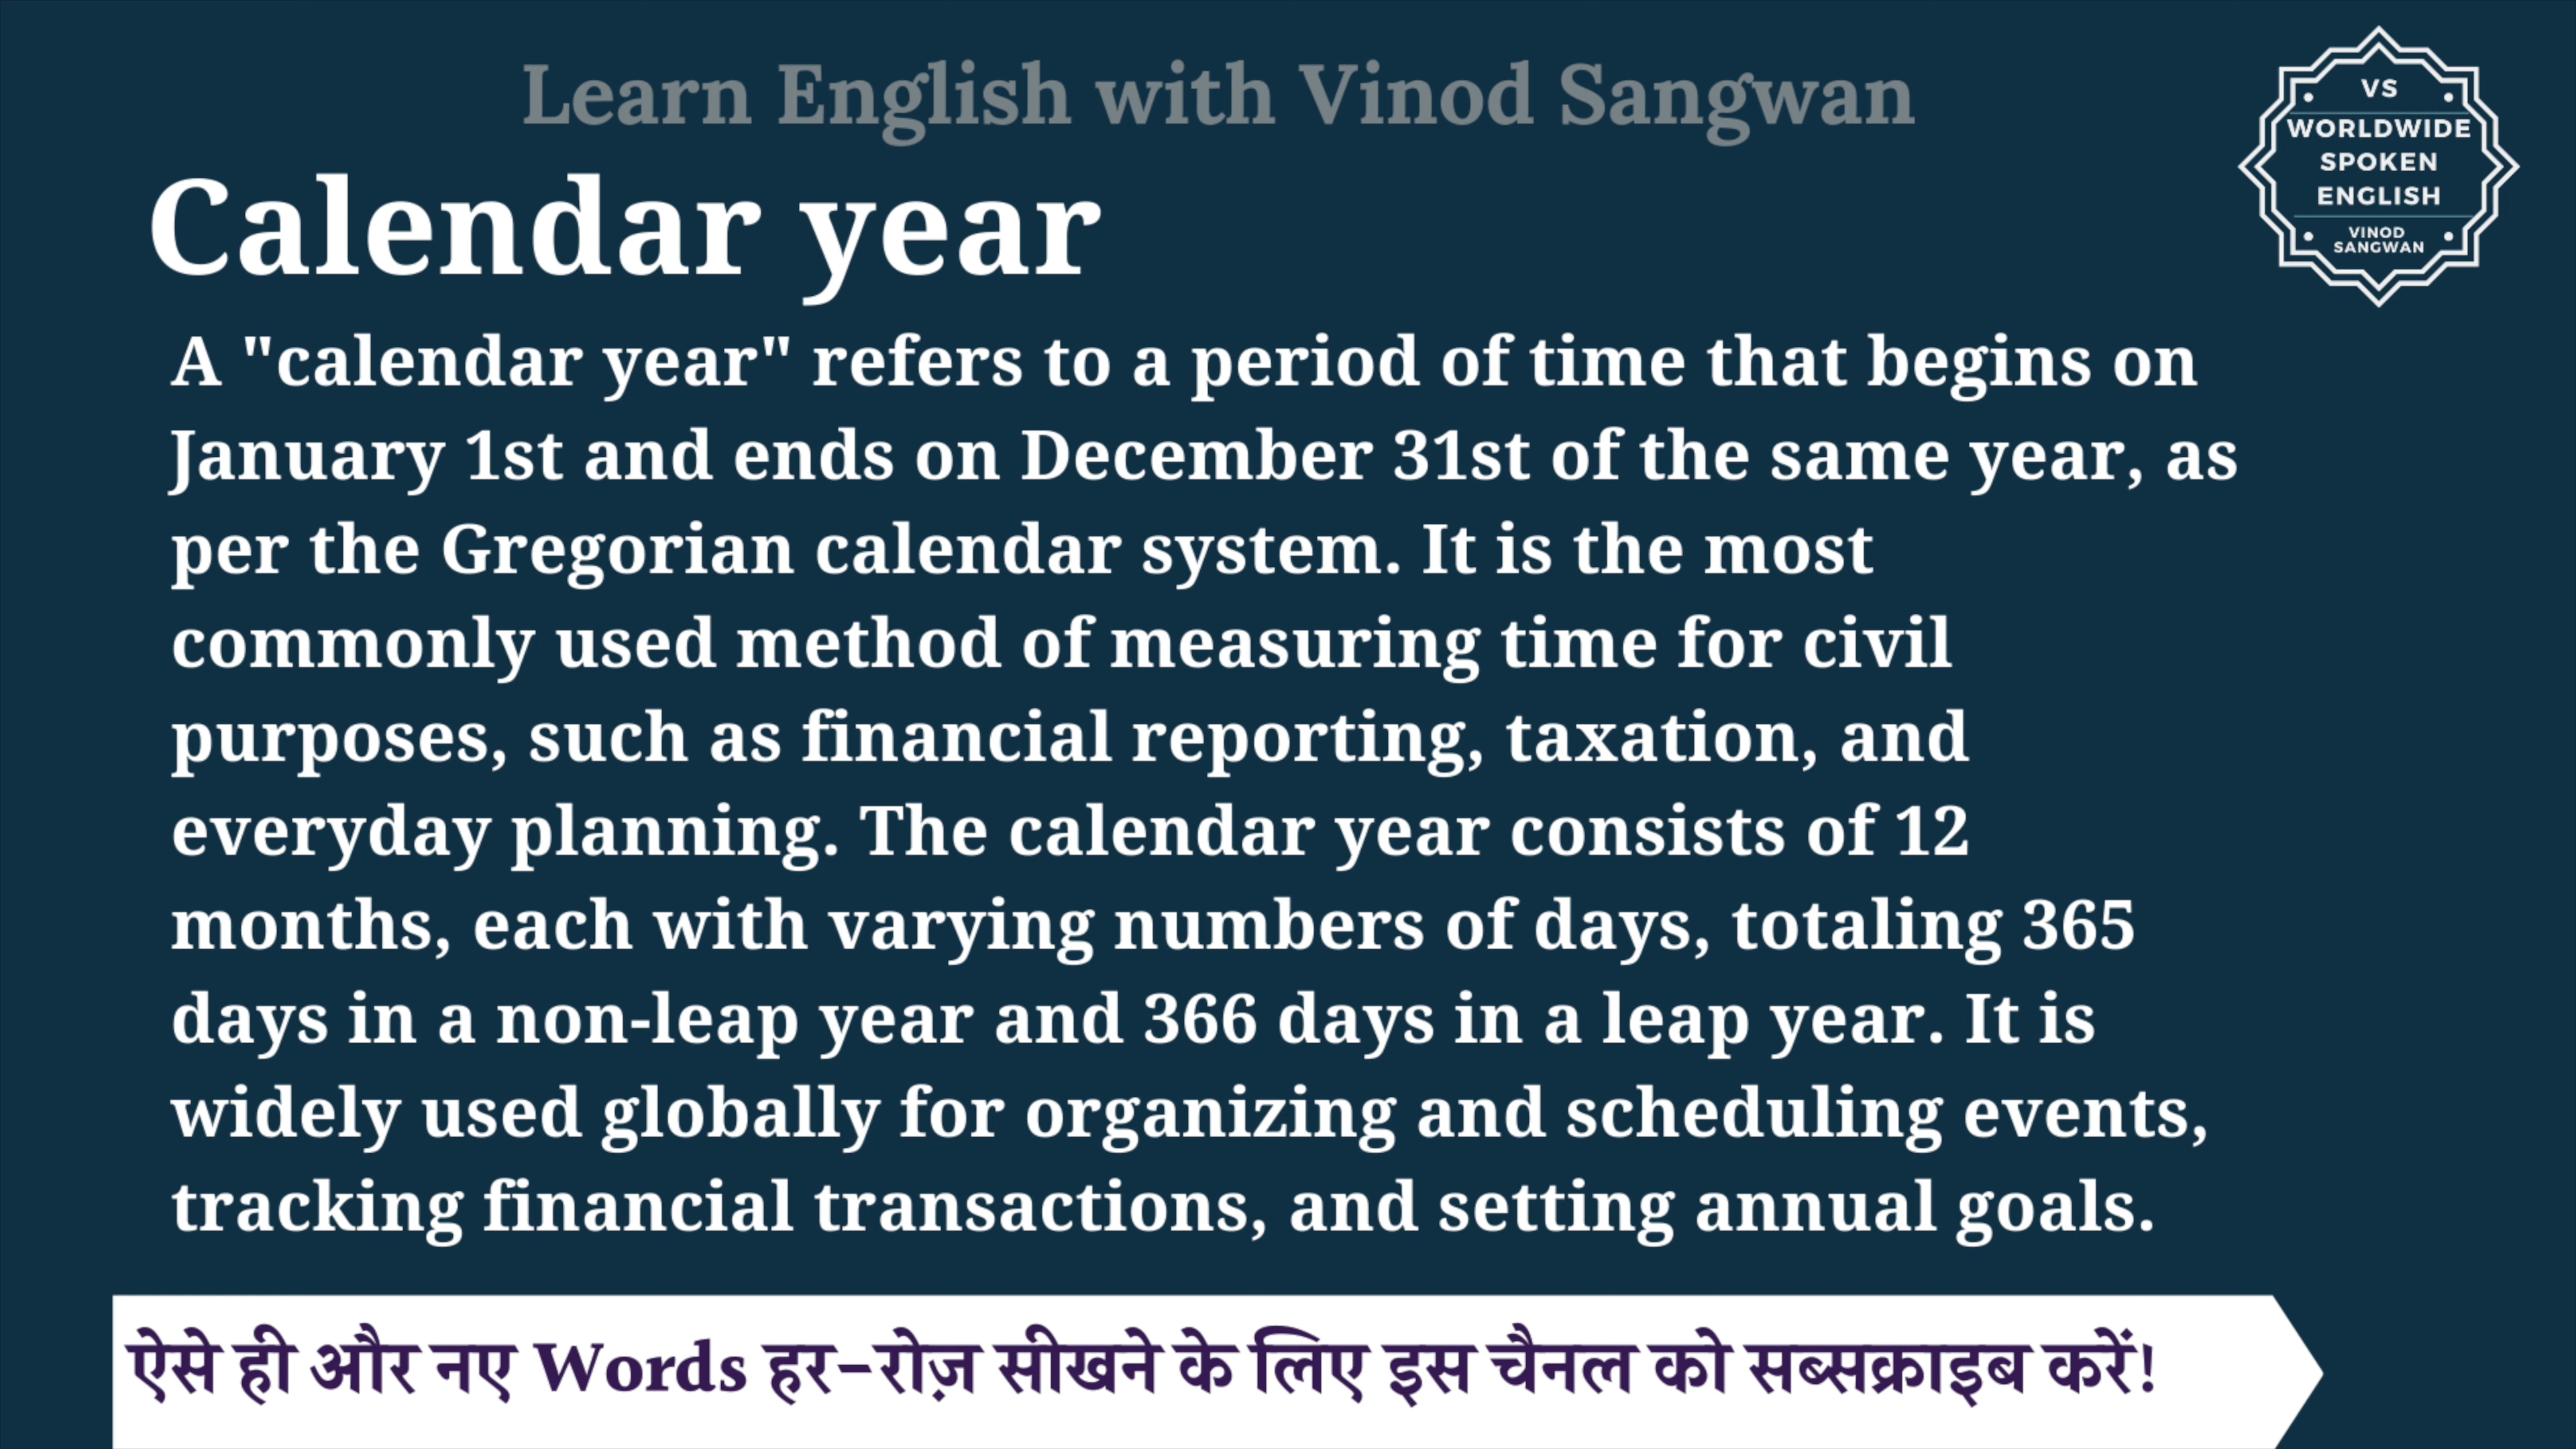 Learn English with Vinod Sangwan
VS
WORLDWIDE
SPOKEN
ENGLISH
VINOD
SANGWAN
Calendar year
A "calendar year" refers to a period of time that begins on
January 1st and ends on December 31st of the same year, as
per the Gregorian calendar system. It is the most
commonly used method of measuring time for civil
purposes, such as financial reporting, taxation, and
everyday planning. The calendar year consists of 12
months, each with varying numbers of days, totaling 365
days in a non-leap year and 366 days in a leap year. It is
widely used globally for organizing and scheduling events,
tracking financial transactions, and setting annual goals.
ऐसे ही और नए Words हर-रोज़ सीखने के लिए इस चैनल को सब्सक्राइब करें!